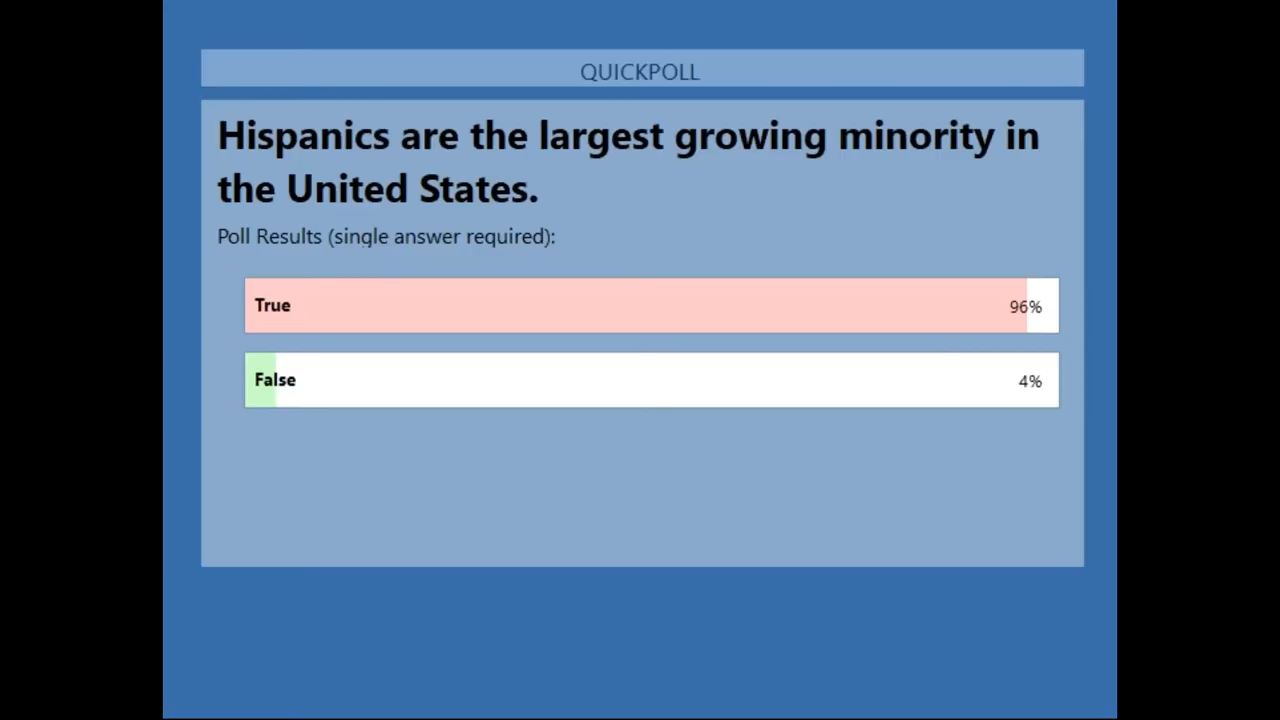 QUICKPOLL
Hispanics are the largest growing minority in
the United States.
Poll Results (single answer required):
True 96%
False 4%